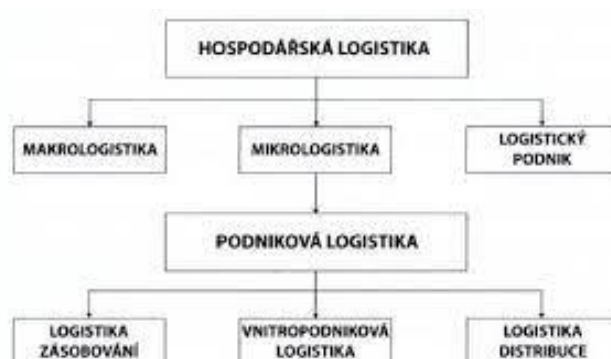 HOSPODÁŘSKÁ LOGISTIKA
MAKROLOGISTIKA
MIKROLOGISTIKA
LOGISTICKÝ
PODNIK
PODNIKOVÁ LOGISTIKA
LOGISTIKA
ZÁSOBOVÁNÍ
VNITROPODNIKOVÁ
LOGISTIKA
LOGISTIKA
DISTRIBUCE